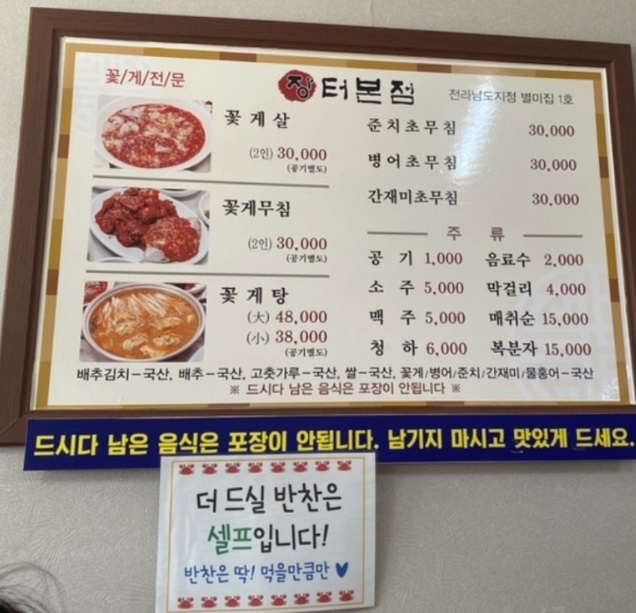 꽃/게/전/문
장터본점
전라남도지정 별미집 1호
꽃게살
(2인) 30,000
(공기별도)
꽃게무침
(2인) 30,000
(공기별도)
꽃게탕
(大) 48,000
(小) 38,000
(공기별도)
준치초무침 30,000
병어초무침 30,000
간재미초무침 30,000
주류
공기 1,000 음료수 2,000
소주 5,000 막걸리 4,000
맥주 5,000 매취순 15,000
청하 6,000 복분자 15,000
배추김치-국산, 배추-국산, 고춧가루-국산, 쌀-국산, 꽃게/병어/준치/간재미/물홍어-국산
※ 드시다 남은 음식은 포장이 안됩니다 ※
드시다 남은 음식은 포장이 안됩니다. 남기지 마시고 맛있게 드세요.
더 드실 반찬은
셀프입니다!
반찬은 딱! 먹을만큼만